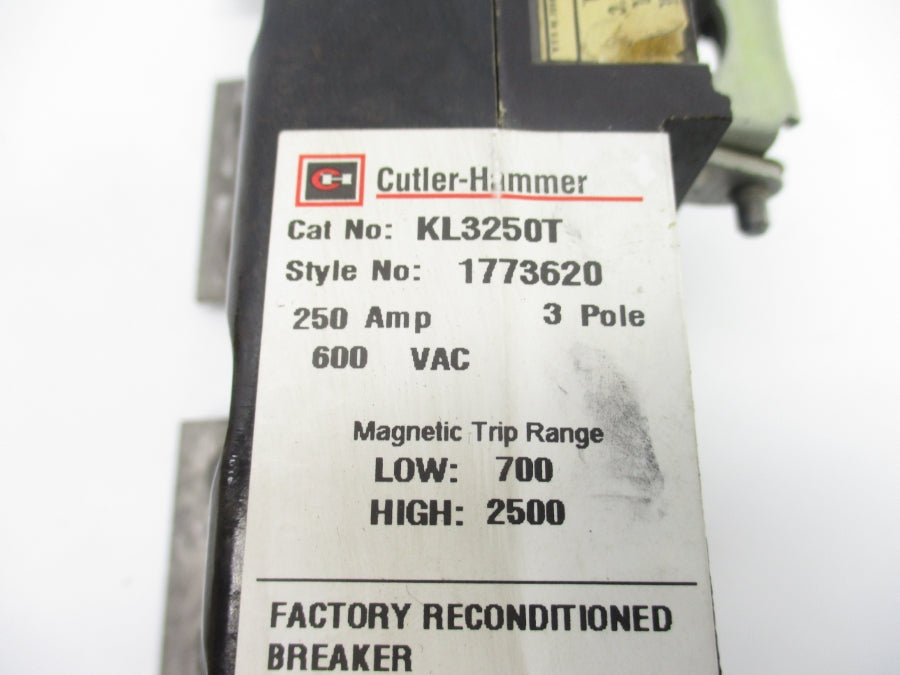 Cutler-Hammer
Cat No: KL3250T
Style No: 1773620
250 Amp 3 Pole
600 VAC
Magnetic Trip Range
LOW: 700
HIGH: 2500
FACTORY RECONDITIONED
BREAKER